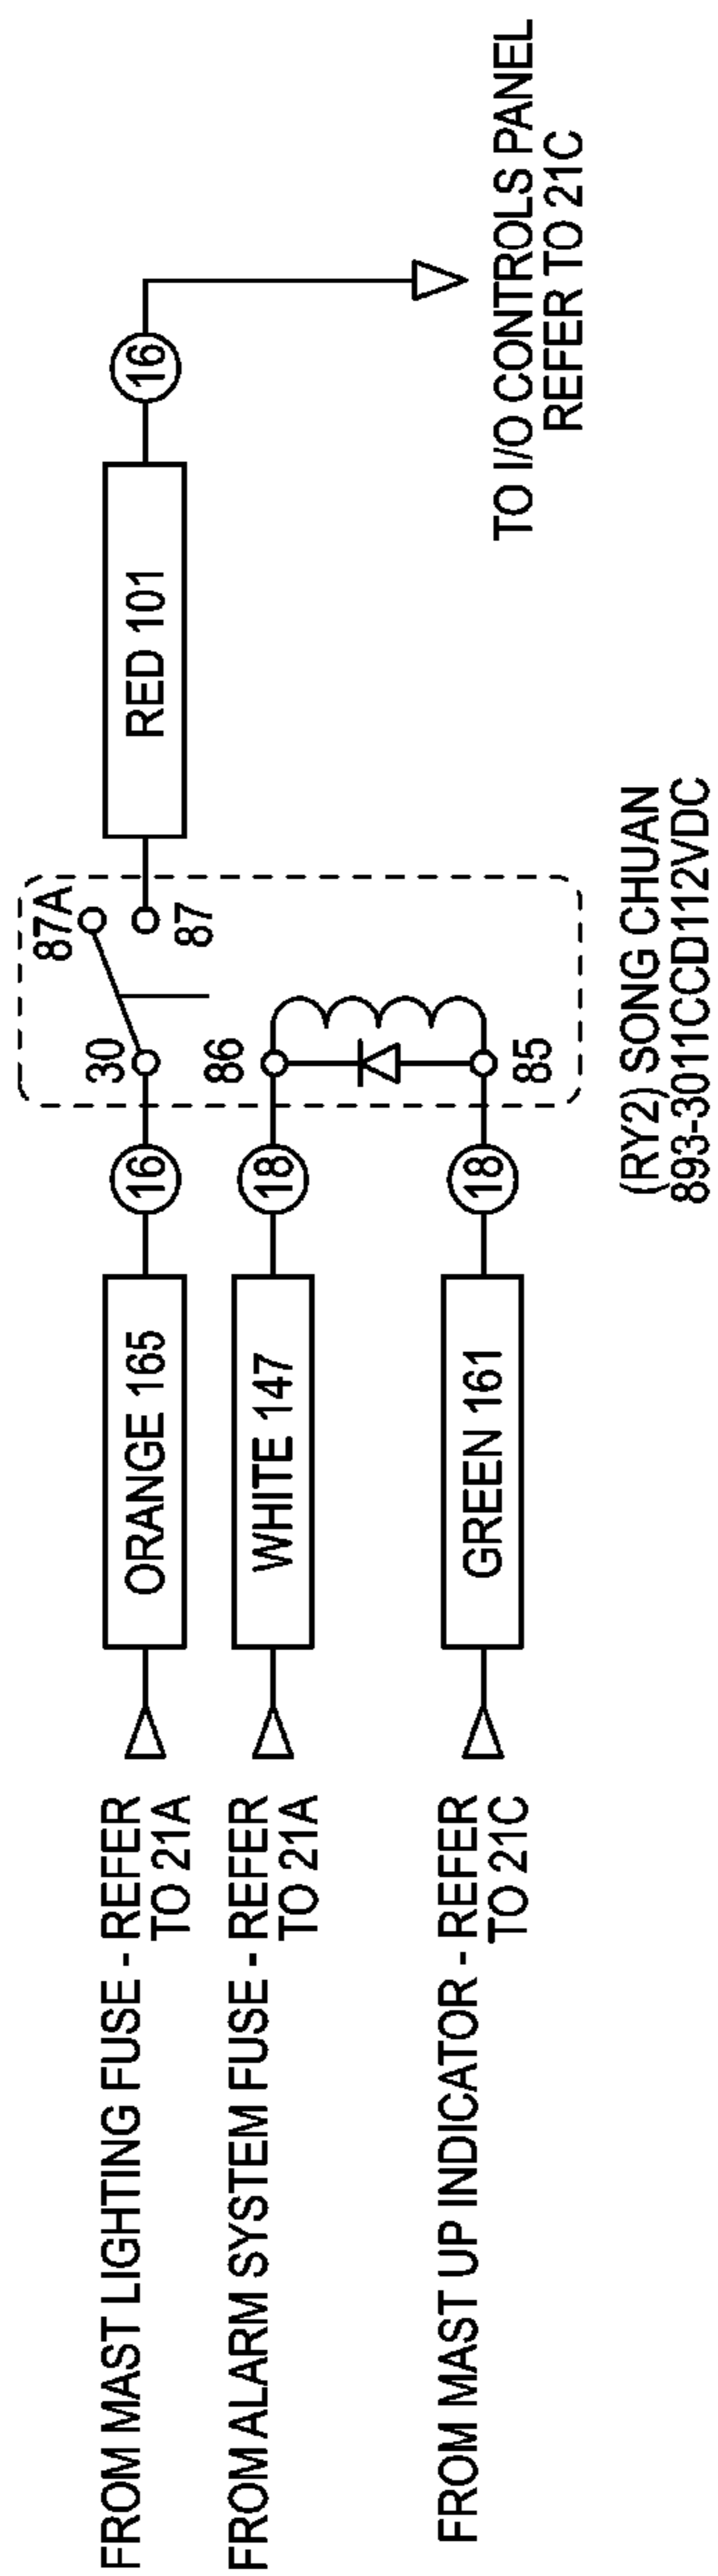 FROM MAST LIGHTING FUSE - REFER
TO 21A
ORANGE 165
16
30
87A
87
RED 101
16
FROM ALARM SYSTEM FUSE - REFER
TO 21A
WHITE 147
18
86
FROM MAST UP INDICATOR - REFER
TO 21C
GREEN 161
18
85
TO I/O CONTROLS PANEL
REFER TO 21C
(RY2) SONG CHUAN
893-3011CCD112VDC